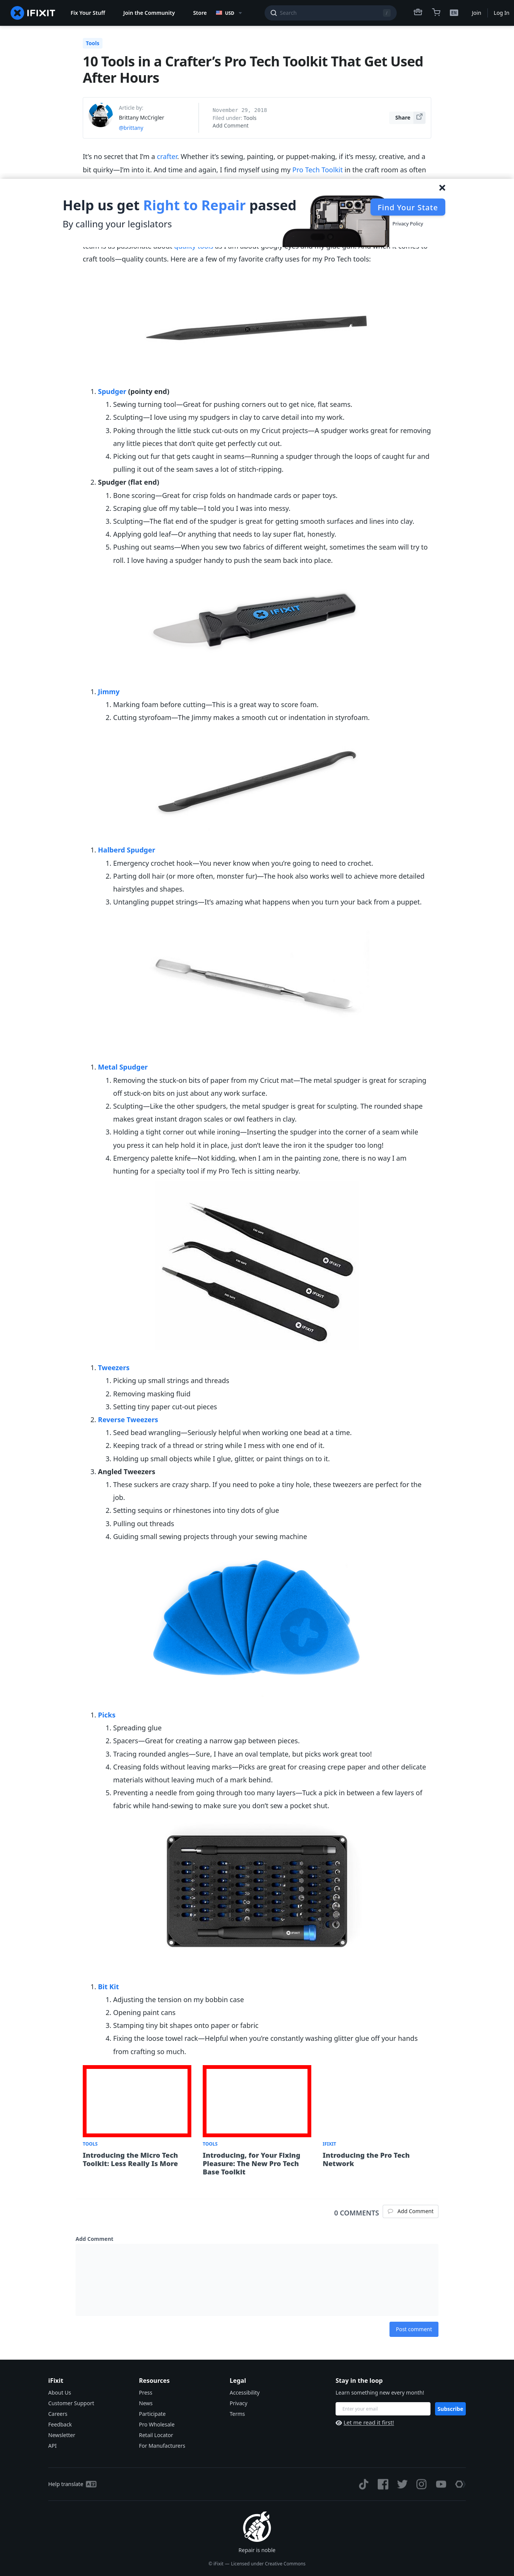 IFIXIT
Fix Your Stuff
Join the Community
Store
USD
Search
/
EN
Join
Log In
Tools
10 Tools in a Crafter’s Pro Tech Toolkit That Get Used
After Hours
Article by:
Brittany McCrigler
@brittany
November 29, 2018
Filed under: Tools
Add Comment
Share
It’s no secret that I’m a crafter. Whether it’s sewing, painting, or puppet-making, if it’s messy, creative, and a
bit quirky—I’m into it. And time and again, I find myself using my Pro Tech Toolkit in the craft room as often
Help us get Right to Repair passed
By calling your legislators
Find Your State
Privacy Policy
team is as passionate about quality tools as I am about googly eyes and my glue gun. And when it comes to
craft tools—quality counts. Here are a few of my favorite crafty uses for my Pro Tech tools:
1. Spudger (pointy end)
1. Sewing turning tool—Great for pushing corners out to get nice, flat seams.
2. Sculpting—I love using my spudgers in clay to carve detail into my work.
3. Poking through the little stuck cut-outs on my Cricut projects—A spudger works great for removing
any little pieces that don’t quite get perfectly cut out.
4. Picking out fur that gets caught in seams—Running a spudger through the loops of caught fur and
pulling it out of the seam saves a lot of stitch-ripping.
2. Spudger (flat end)
1. Bone scoring—Great for crisp folds on handmade cards or paper toys.
2. Scraping glue off my table—I told you I was into messy.
3. Sculpting—The flat end of the spudger is great for getting smooth surfaces and lines into clay.
4. Applying gold leaf—Or anything that needs to lay super flat, honestly.
5. Pushing out seams—When you sew two fabrics of different weight, sometimes the seam will try to
roll. I love having a spudger handy to push the seam back into place.
IFIXIT
1. Jimmy
1. Marking foam before cutting—This is a great way to score foam.
2. Cutting styrofoam—The Jimmy makes a smooth cut or indentation in styrofoam.
1. Halberd Spudger
1. Emergency crochet hook—You never know when you’re going to need to crochet.
2. Parting doll hair (or more often, monster fur)—The hook also works well to achieve more detailed
hairstyles and shapes.
3. Untangling puppet strings—It’s amazing what happens when you turn your back from a puppet.
1. Metal Spudger
1. Removing the stuck-on bits of paper from my Cricut mat—The metal spudger is great for scraping
off stuck-on bits on just about any work surface.
2. Sculpting—Like the other spudgers, the metal spudger is great for sculpting. The rounded shape
makes great instant dragon scales or owl feathers in clay.
3. Holding a tight corner out while ironing—Inserting the spudger into the corner of a seam while
you press it can help hold it in place, just don’t leave the iron it the spudger too long!
4. Emergency palette knife—Not kidding, when I am in the painting zone, there is no way I am
hunting for a specialty tool if my Pro Tech is sitting nearby.
IFIXIT
IFIXIT
IFIXIT
1. Tweezers
1. Picking up small strings and threads
2. Removing masking fluid
3. Setting tiny paper cut-out pieces
2. Reverse Tweezers
1. Seed bead wrangling—Seriously helpful when working one bead at a time.
2. Keeping track of a thread or string while I mess with one end of it.
3. Holding up small objects while I glue, glitter, or paint things on to it.
3. Angled Tweezers
1. These suckers are crazy sharp. If you need to poke a tiny hole, these tweezers are perfect for the
job.
2. Setting sequins or rhinestones into tiny dots of glue
3. Pulling out threads
4. Guiding small sewing projects through your sewing machine
1. Picks
1. Spreading glue
2. Spacers—Great for creating a narrow gap between pieces.
3. Tracing rounded angles—Sure, I have an oval template, but picks work great too!
4. Creasing folds without leaving marks—Picks are great for creasing crepe paper and other delicate
materials without leaving much of a mark behind.
5. Preventing a needle from going through too many layers—Tuck a pick in between a few layers of
fabric while hand-sewing to make sure you don’t sew a pocket shut.
1. Bit Kit
1. Adjusting the tension on my bobbin case
2. Opening paint cans
3. Stamping tiny bit shapes onto paper or fabric
4. Fixing the loose towel rack—Helpful when you’re constantly washing glitter glue off your hands
from crafting so much.
TOOLS
Introducing the Micro Tech
Toolkit: Less Really Is More
TOOLS
Introducing, for Your Fixing
Pleasure: The New Pro Tech
Base Toolkit
IFIXIT
Introducing the Pro Tech
Network
0 COMMENTS
Add Comment
Add Comment
Post comment
iFixit
About Us
Customer Support
Careers
Feedback
Newsletter
API
Resources
Press
News
Participate
Pro Wholesale
Retail Locator
For Manufacturers
Legal
Accessibility
Privacy
Terms
Stay in the loop
Learn something new every month!
Enter your email
Subscribe
Let me read it first!
Help translate
Repair is noble
© iFixit — Licensed under Creative Commons